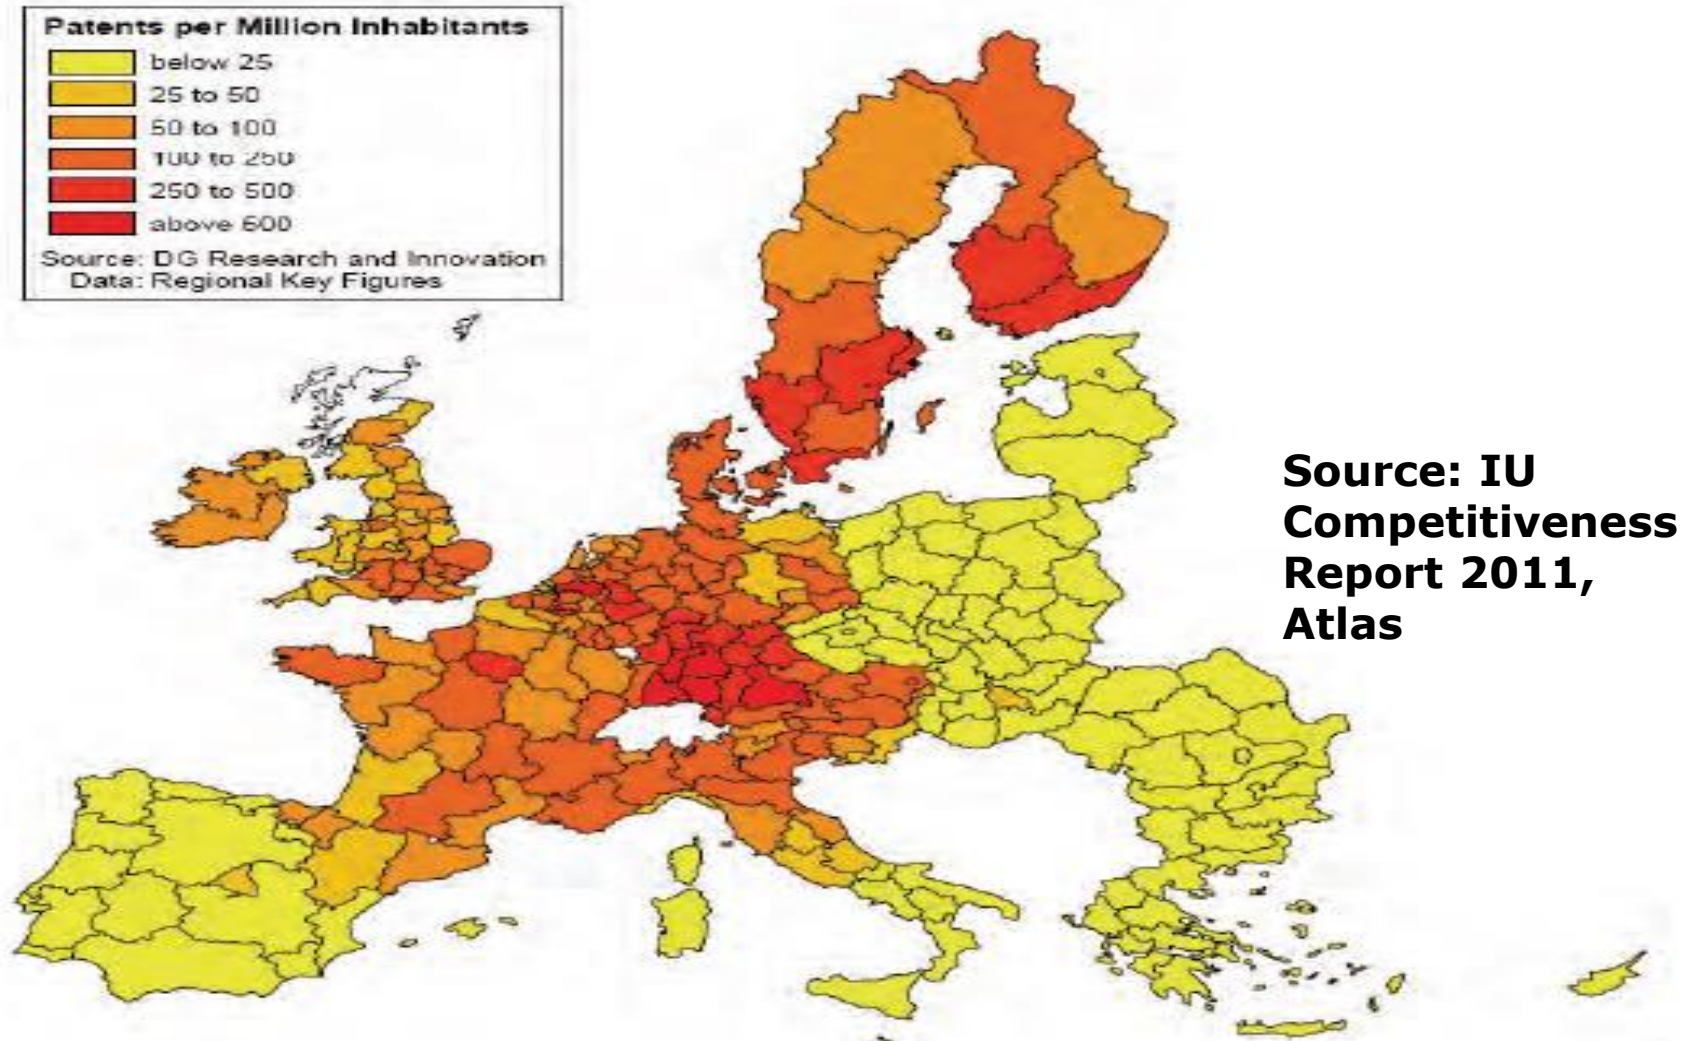 Patents per Million Inhabitants
below 25
25 to 50
50 to 100
100 to 250
250 to 500
above 500
Source: DG Research and Innovation
Data: Regional Key Figures
Source: IU
Competitiveness
Report 2011,
Atlas